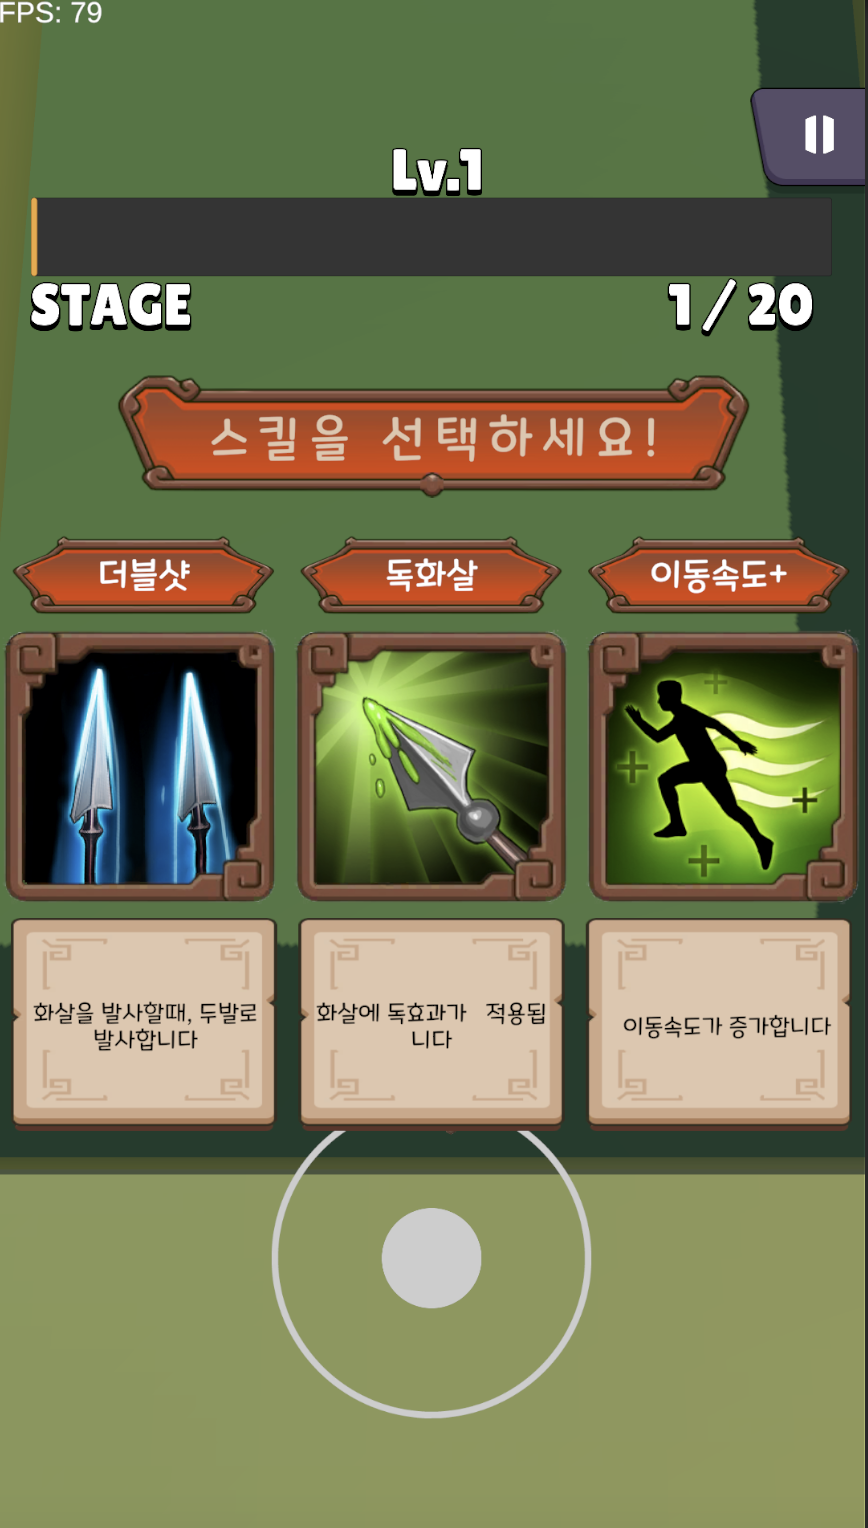 FPS: 79
Lv.1
STAGE 1/20
스킬을 선택하세요!
더블샷 독화살 이동속도+
화살을 발사할때, 두발로
발사합니다
화살에 독효과가 적용됩
니다
이동속도가 증가합니다